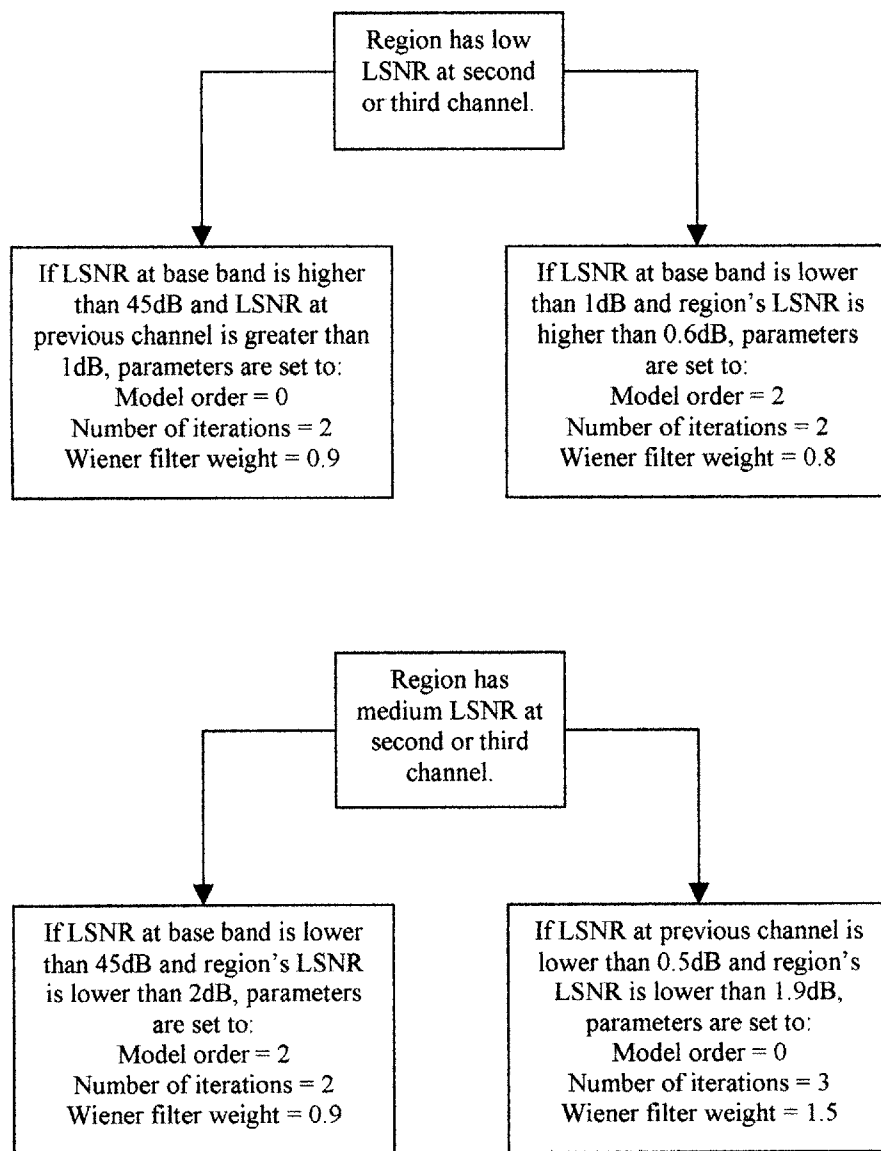 Region has low
LSNR at second
or third channel.
If LSNR at base band is higher
than 45dB and LSNR at
previous channel is greater than
1dB, parameters are set to:
Model order = 0
Number of iterations = 2
Wiener filter weight = 0.9
If LSNR at base band is lower
than 1dB and region's LSNR is
higher than 0.6dB, parameters
are set to:
Model order = 2
Number of iterations = 2
Wiener filter weight = 0.8
Region has
medium LSNR at
second or third
channel.
If LSNR at base band is lower
than 45dB and region's LSNR
is lower than 2dB, parameters
are set to:
Model order = 2
Number of iterations = 2
Wiener filter weight = 0.9
If LSNR at previous channel is
lower than 0.5dB and region's
LSNR is lower than 1.9dB,
parameters are set to:
Model order = 0
Number of iterations = 3
Wiener filter weight = 1.5